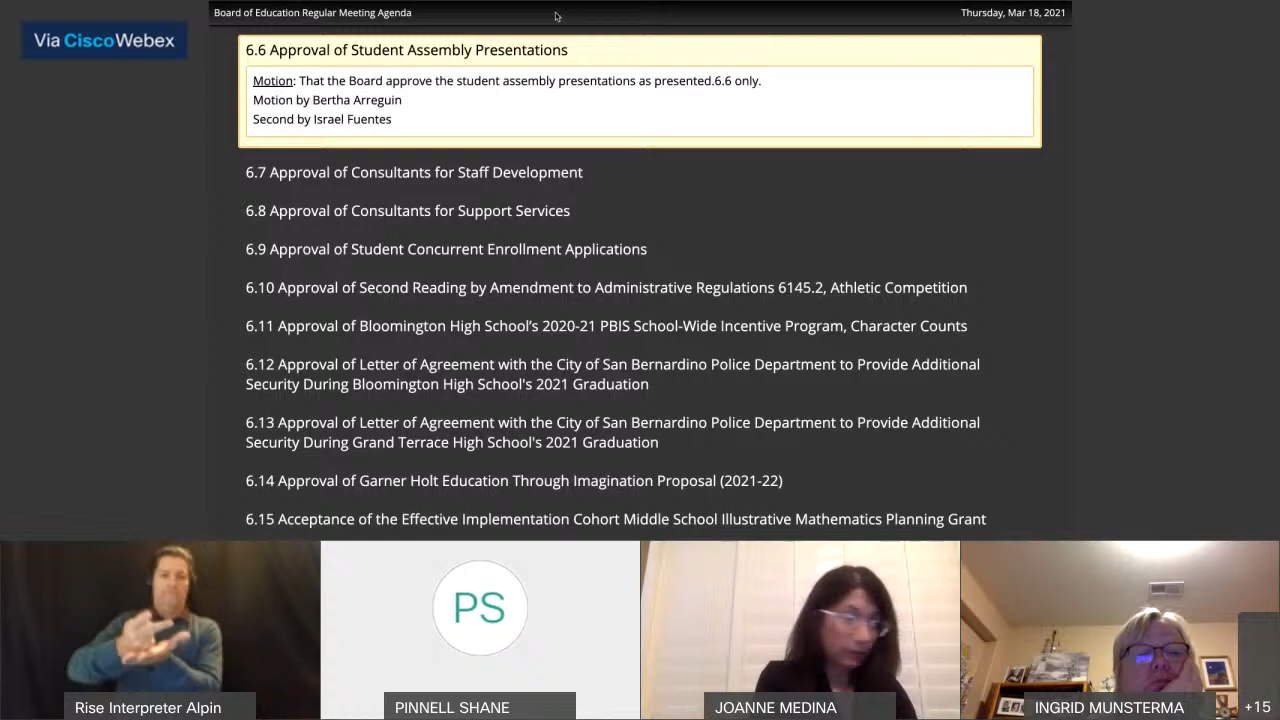 Board of Education Regular Meeting Agenda
Thursday, Mar 18, 2021
Via Cisco Webex
6.6 Approval of Student Assembly Presentations
Motion: That the Board approve the student assembly presentations as presented.6.6 only.
Motion by Bertha Arreguin
Second by Israel Fuentes
6.7 Approval of Consultants for Staff Development
6.8 Approval of Consultants for Support Services
6.9 Approval of Student Concurrent Enrollment Applications
6.10 Approval of Second Reading by Amendment to Administrative Regulations 6145.2, Athletic Competition
6.11 Approval of Bloomington High School’s 2020-21 PBIS School-Wide Incentive Program, Character Counts
6.12 Approval of Letter of Agreement with the City of San Bernardino Police Department to Provide Additional
Security During Bloomington High School's 2021 Graduation
6.13 Approval of Letter of Agreement with the City of San Bernardino Police Department to Provide Additional
Security During Grand Terrace High School's 2021 Graduation
6.14 Approval of Garner Holt Education Through Imagination Proposal (2021-22)
6.15 Acceptance of the Effective Implementation Cohort Middle School Illustrative Mathematics Planning Grant
PS
Rise Interpreter Alpin
PINNELL SHANE
JOANNE MEDINA
INGRID MUNSTERMA
+15